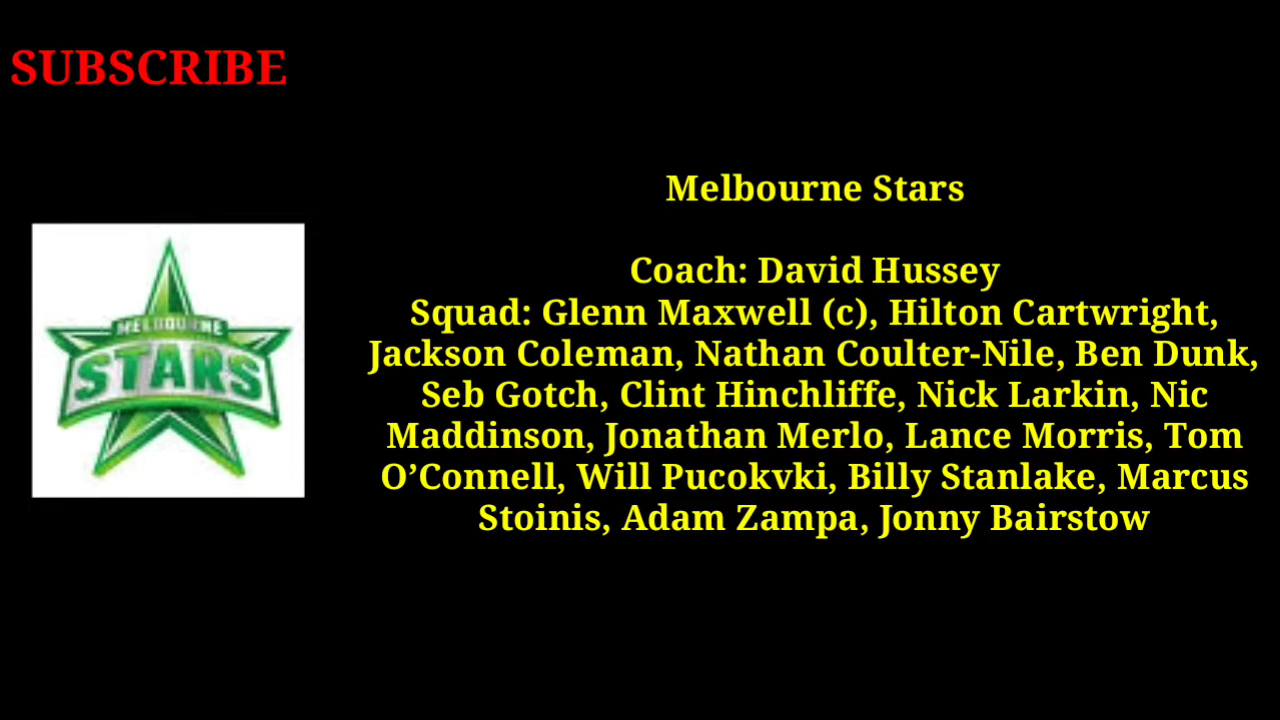 SUBSCRIBE
Melbourne Stars
Coach: David Hussey
Squad: Glenn Maxwell (c), Hilton Cartwright,
Jackson Coleman, Nathan Coulter-Nile, Ben Dunk,
Seb Gotch, Clint Hinchliffe, Nick Larkin, Nic
Maddinson, Jonathan Merlo, Lance Morris, Tom
O’Connell, Will Pucokvki, Billy Stanlake, Marcus
Stoinis, Adam Zampa, Jonny Bairstow
MELBOURNE
STARS